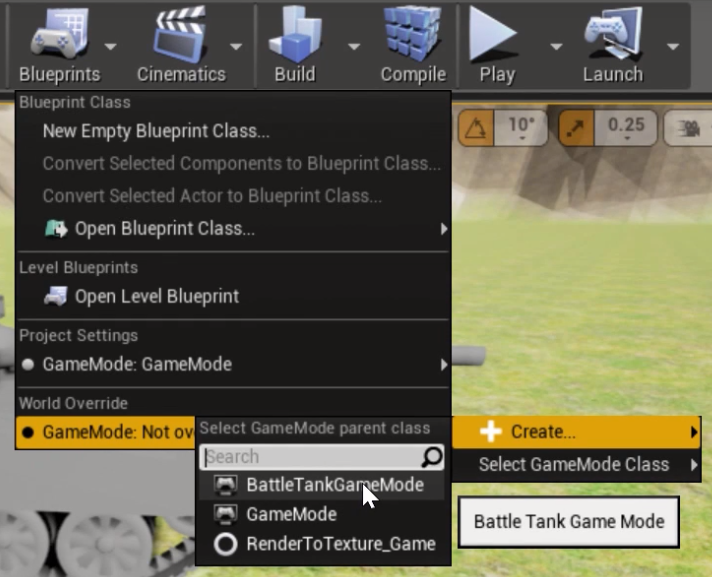 Blueprints Cinematics Build Compile Play Launch
Blueprint Class
New Empty Blueprint Class...
Convert Selected Components to Blueprint Class...
Convert Selected Actor to Blueprint Class...
Open Blueprint Class...
Level Blueprints
Open Level Blueprint
Project Settings
GameMode: GameMode
World Override
GameMode: Not ov
10°
0.25
Select GameMode parent class
Search
BattleTankGameMode
GameMode
RenderToTexture_Game
Create...
Select GameMode Class
Battle Tank Game Mode